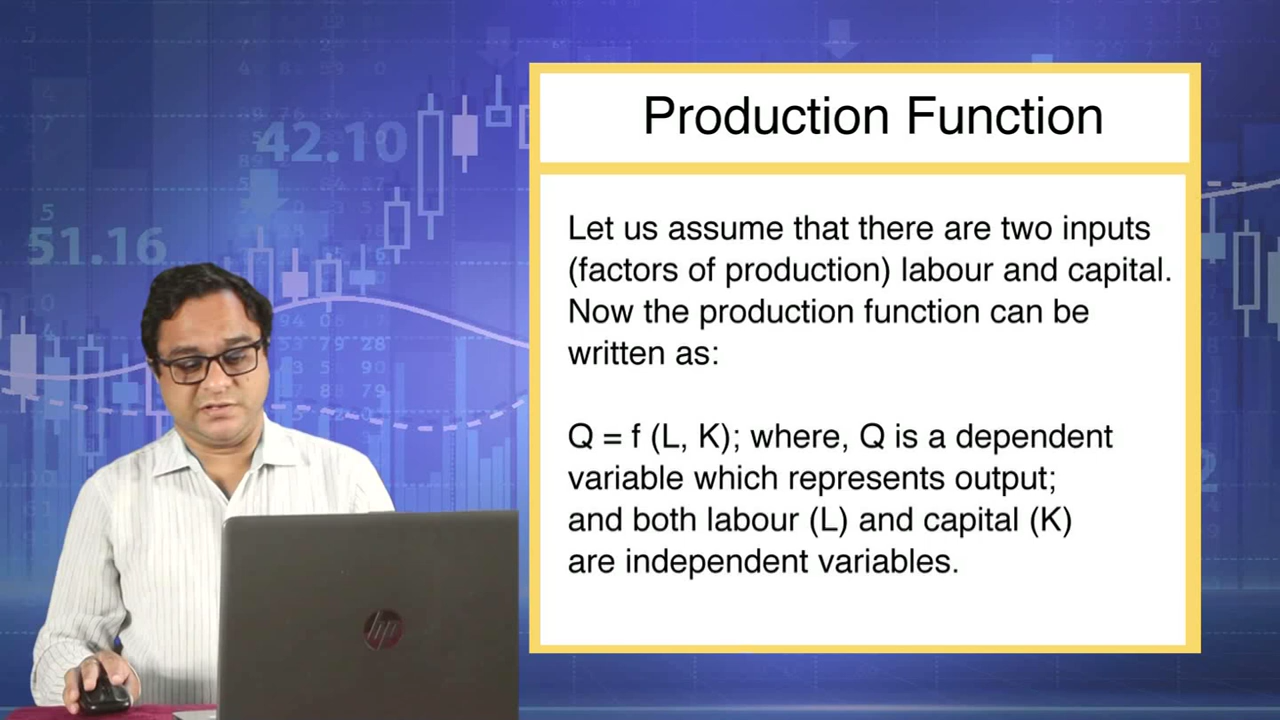 Production Function
Let us assume that there are two inputs
(factors of production) labour and capital.
Now the production function can be
written as:
Q = f (L, K); where, Q is a dependent
variable which represents output;
and both labour (L) and capital (K)
are independent variables.
42.10
51.16
hp